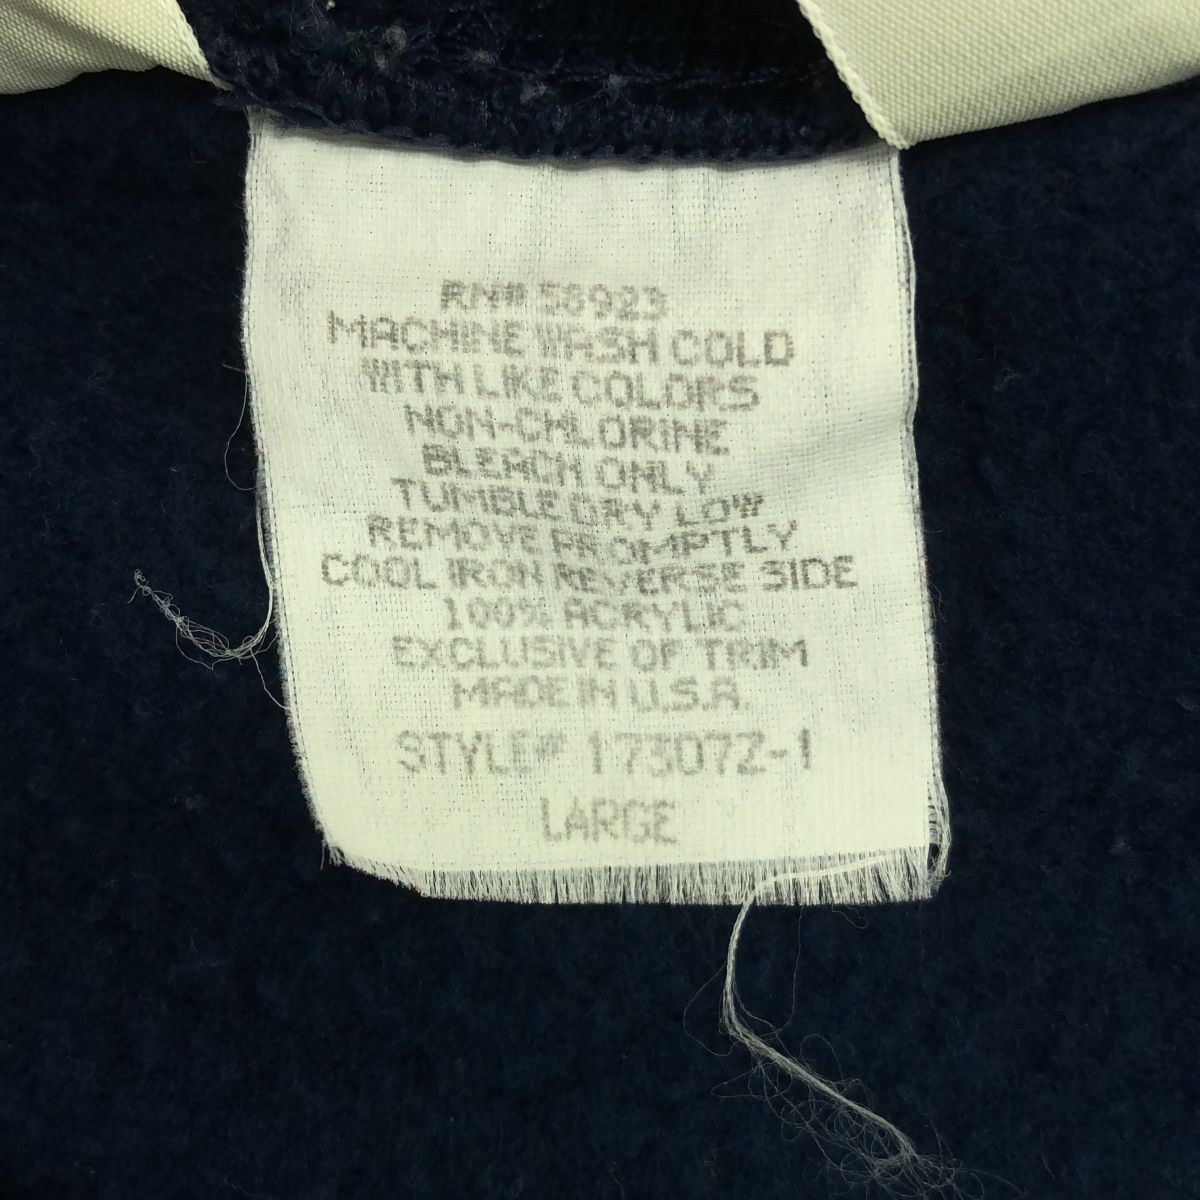 RN# 58923
MACHINE WASH COLD
WITH LIKE COLORS
NON-CHLORINE
BLEACH ONLY
TUMBLE DRY LOW
REMOVE PROMPTLY
COOL IRON REVERSE SIDE
100% ACRYLIC
EXCLUSIVE OF TRIM
MADE IN U.S.A.
STYLE# 17307Z-1
LARGE